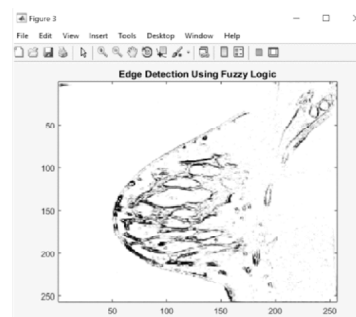 Figure 3
File Edit View Insert Tools Desktop Window Help
Edge Detection Using Fuzzy Logic
50
100
150
200
250
50 100 150 200 250